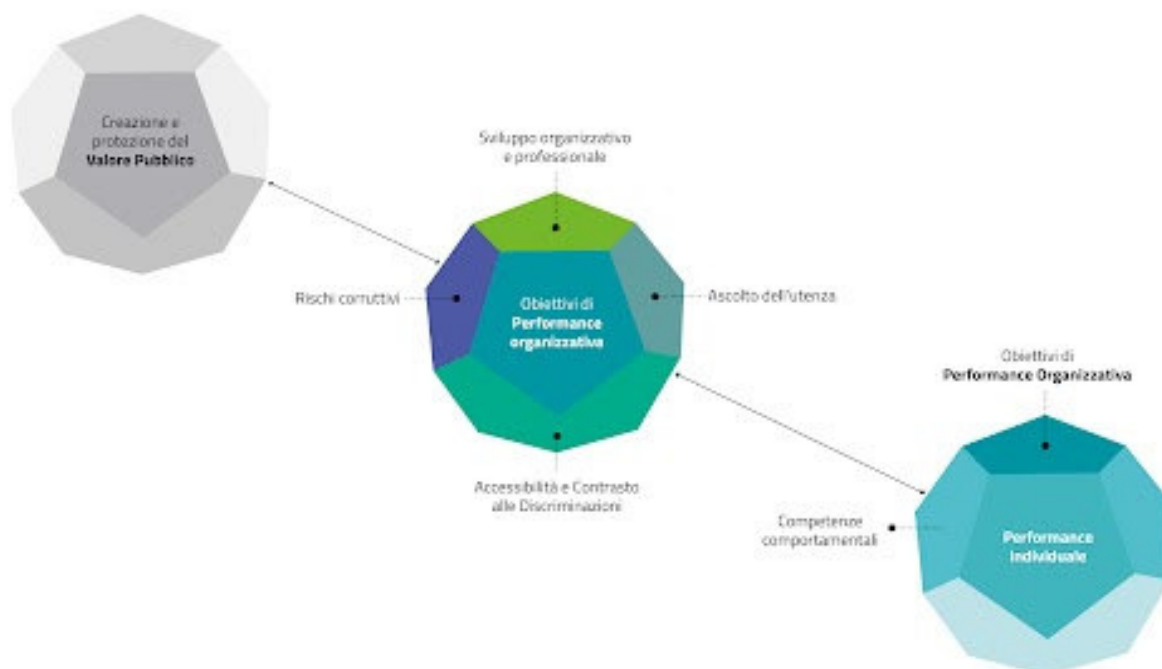 Creazione e
protezione del
Valore Pubblico
Sviluppo organizzativo
e professionale
Rischi corruttivi
Obiettivi di
Performance
organizzativa
Ascolto dell'utenza
Accessibilità e Contrasto
alle Discriminazioni
Obiettivi di
Performance Organizzativa
Competenze
comportamentali
Performance
individuale